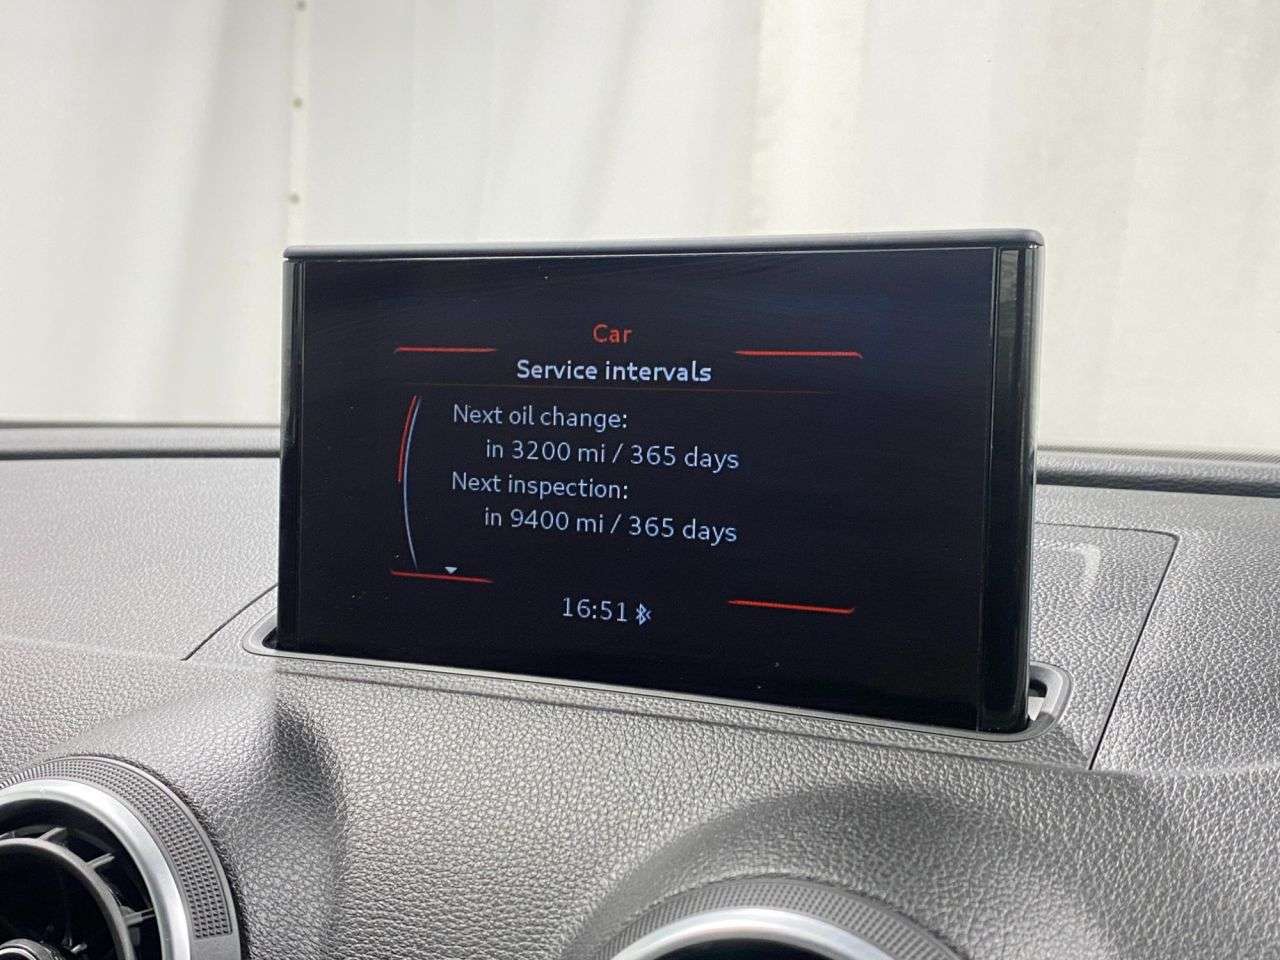 Car
Service intervals
Next oil change:
in 3200 mi / 365 days
Next inspection:
in 9400 mi / 365 days
16:51